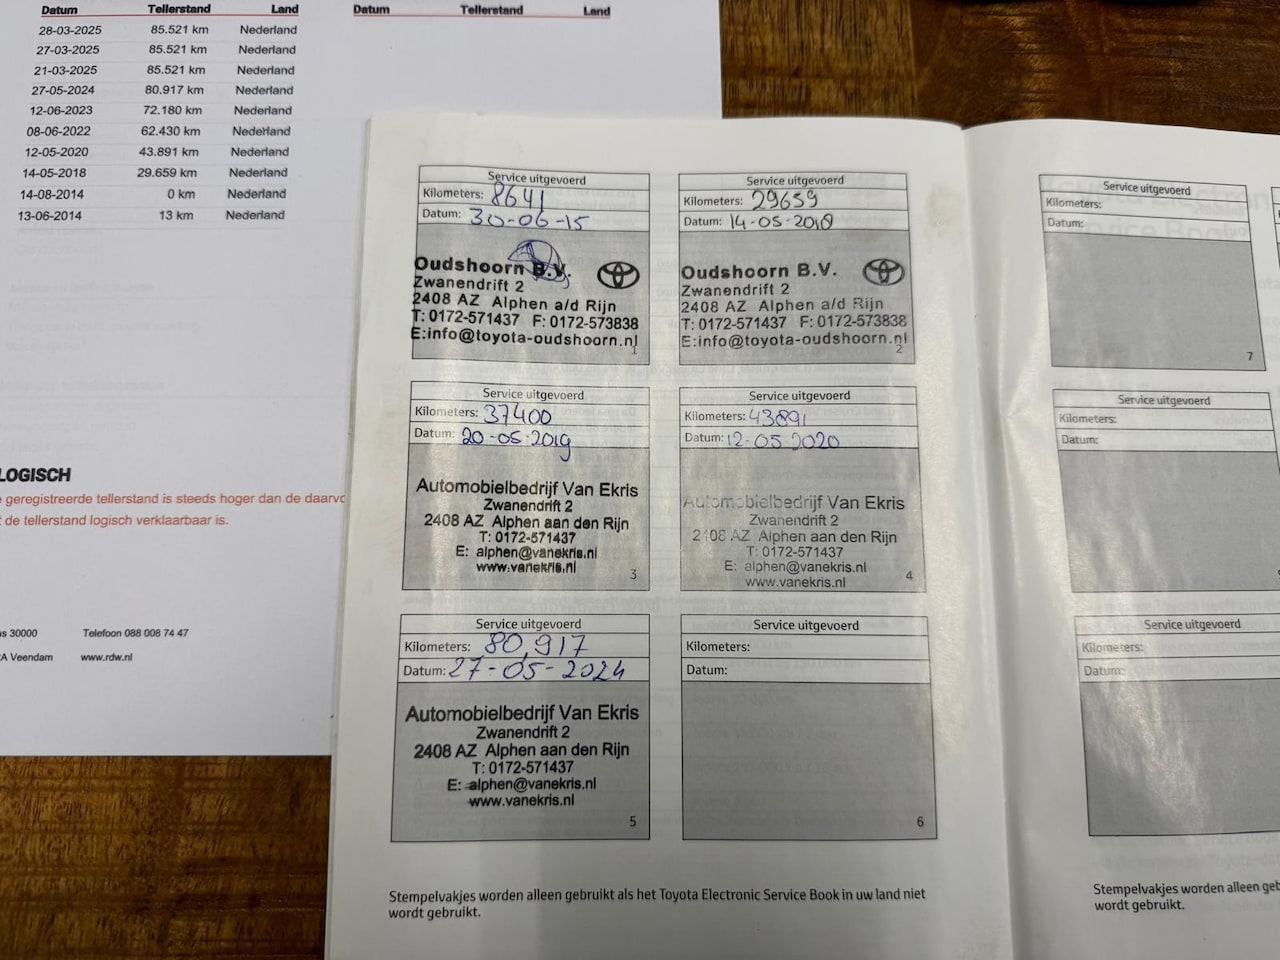 Datum Tellerstand Land
28-03-2025 85.521 km Nederland
27-03-2025 85.521 km Nederland
21-03-2025 85.521 km Nederland
27-05-2024 80.917 km Nederland
12-06-2023 72.180 km Nederland
08-06-2022 62.430 km Nederland
12-05-2020 43.891 km Nederland
14-05-2018 29.659 km Nederland
14-08-2014 0 km Nederland
13-06-2014 13 km Nederland
Datum Tellerstand Land
LOGISCH
geregistreerde tellerstand is steeds hoger dan de
de tellerstand logisch verklaarbaar is.
30000 Telefoon 088 008 74 47
Veendam www.rdw.nl
Service uitgevoerd
Kilometers: 8641
Datum: 30-06-15
Oudshoorn B.V.
Zwanendrift 2
2408 AZ Alphen a/d Rijn
T: 0172-571437 F: 0172-573838
E:info@toyota-oudshoorn.nl
1
Service uitgevoerd
Kilometers: 29659
Datum: 14-05-2018
Oudshoorn B.V.
Zwanendrift 2
2408 AZ Alphen a/d Rijn
T: 0172-571437 F: 0172-573838
E:info@toyota-oudshoorn.nl
2
Service uitgevoerd
Kilometers: 37400
Datum: 20-05-2019
Automobielbedrijf Van Ekris
Zwanendrift 2
2408 AZ Alphen aan den Rijn
T: 0172-571437
E: alphen@vanekris.nl
www.vanekris.nl
3
Service uitgevoerd
Kilometers: 43891
Datum: 12-05-2020
Automobielbedrijf Van Ekris
Zwanendrift 2
2408 AZ Alphen aan den Rijn
T: 0172-571437
E: alphen@vanekris.nl
www.vanekris.nl
4
Service uitgevoerd
Kilometers: 80,917
Datum: 27-05-2024
Automobielbedrijf Van Ekris
Zwanendrift 2
2408 AZ Alphen aan den Rijn
T: 0172-571437
E: alphen@vanekris.nl
www.vanekris.nl
5
Service uitgevoerd
Kilometers:
Datum:
6
Stempelvakjes worden alleen gebruikt als het Toyota Electronic Service Book in uw land niet
wordt gebruikt.
Service uitgevoerd
Kilometers:
Datum:
7
Service uitgevoerd
Kilometers:
Datum:
Service uitgevoerd
Kilometers:
Datum:
Stempelvakjes worden alleen
wordt gebruikt.